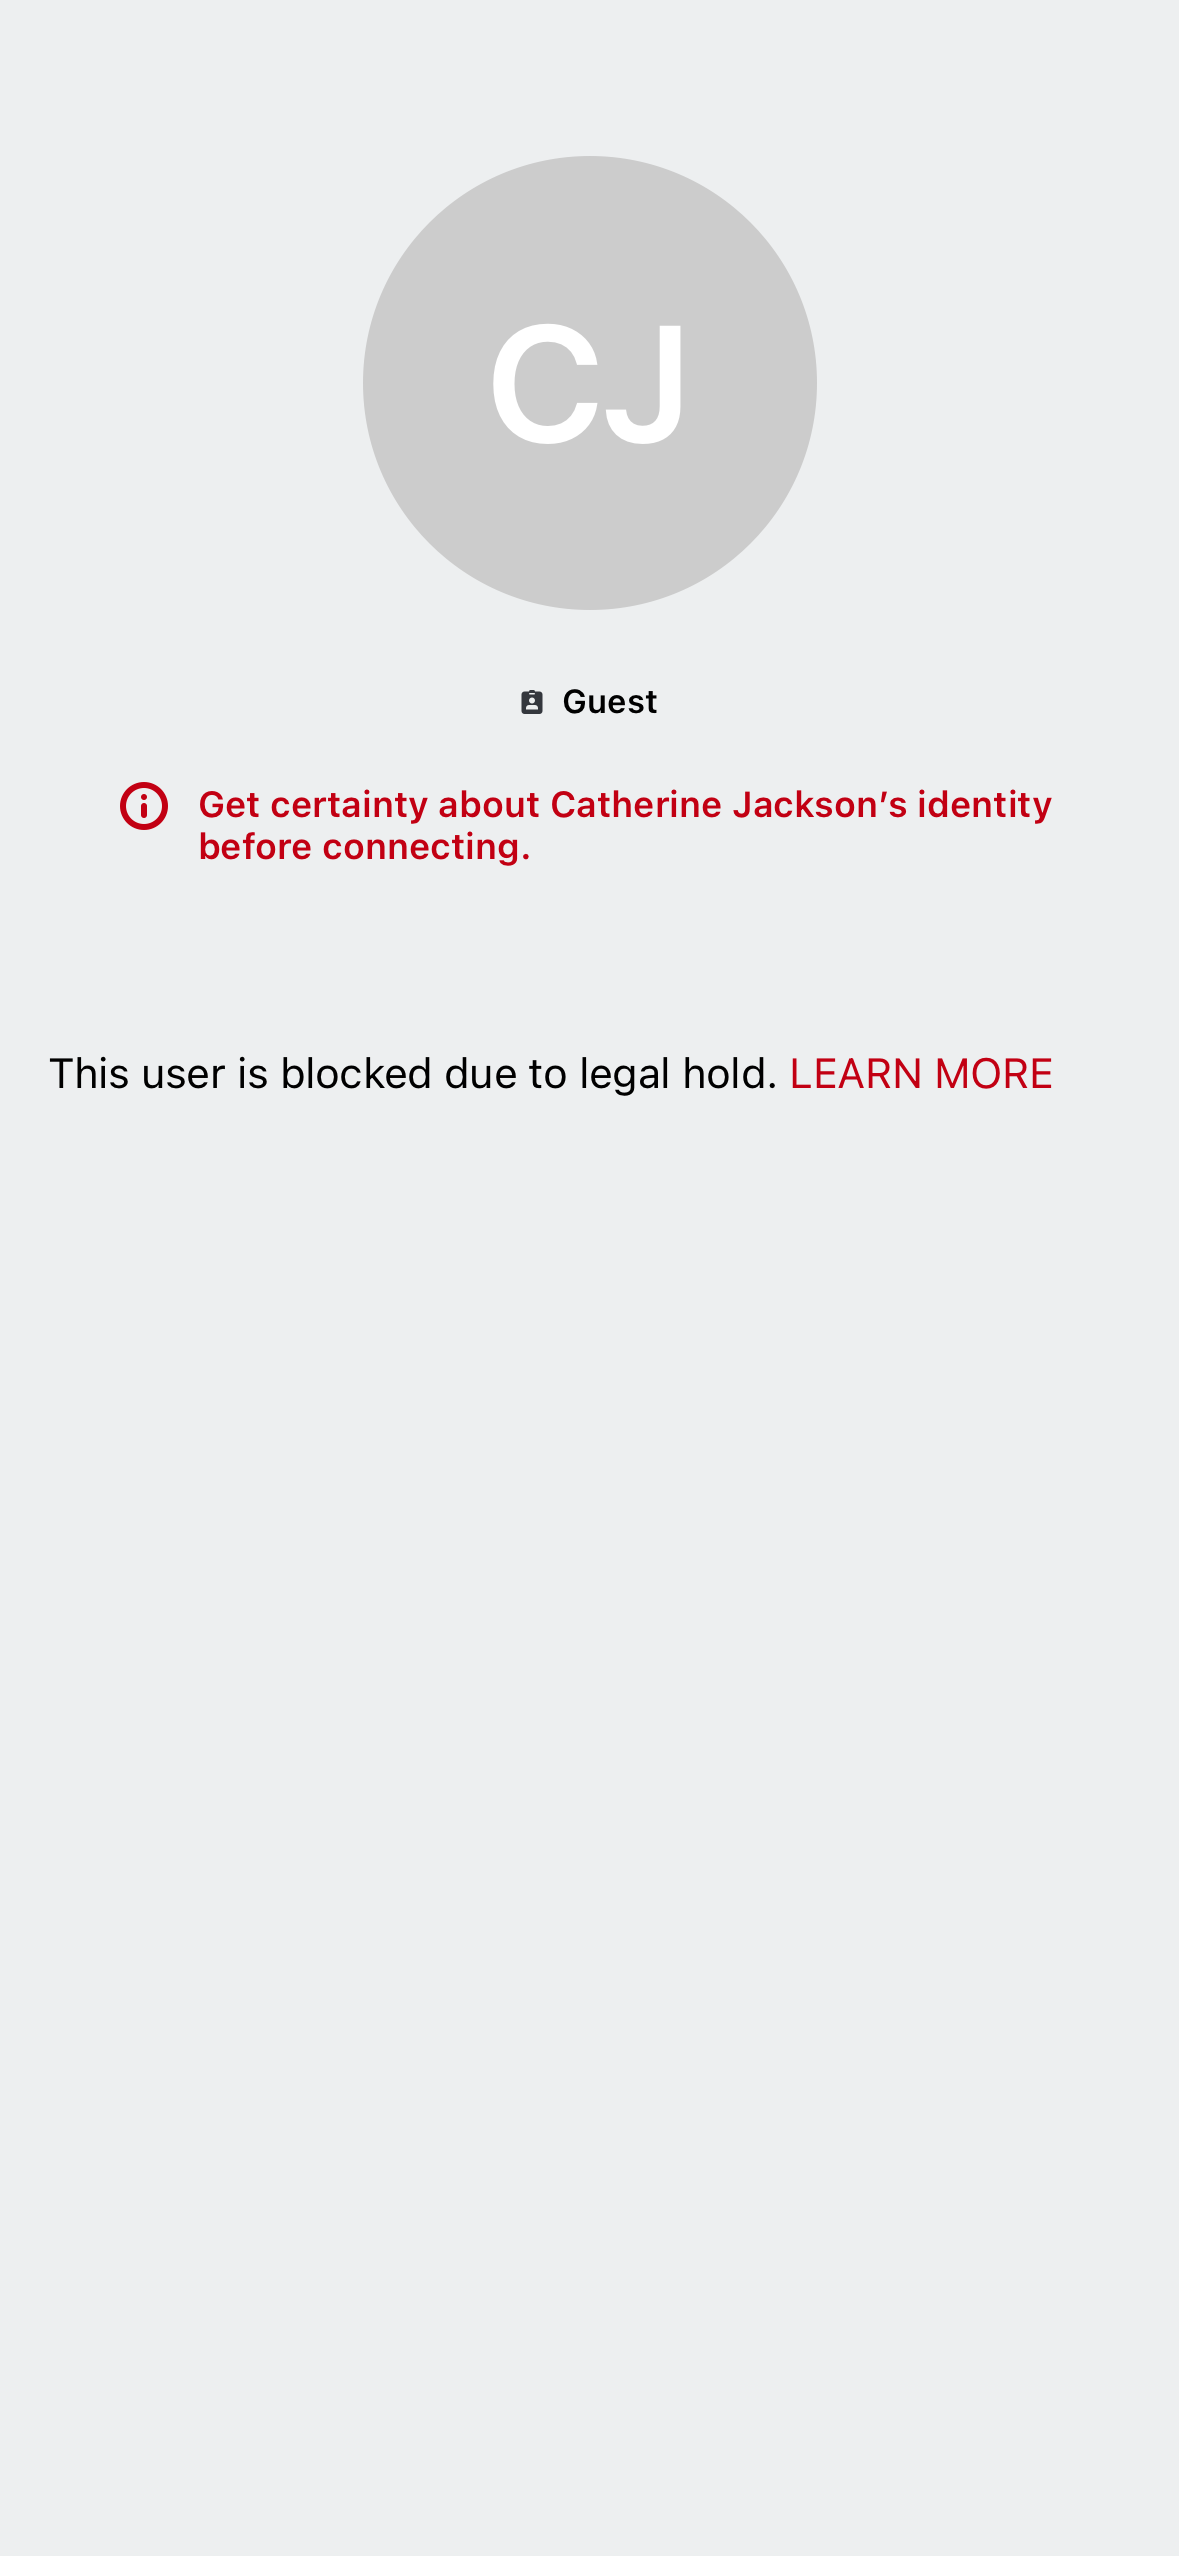 CJ
Guest
Get certainty about Catherine Jackson’s identity
before connecting.
This user is blocked due to legal hold. LEARN MORE